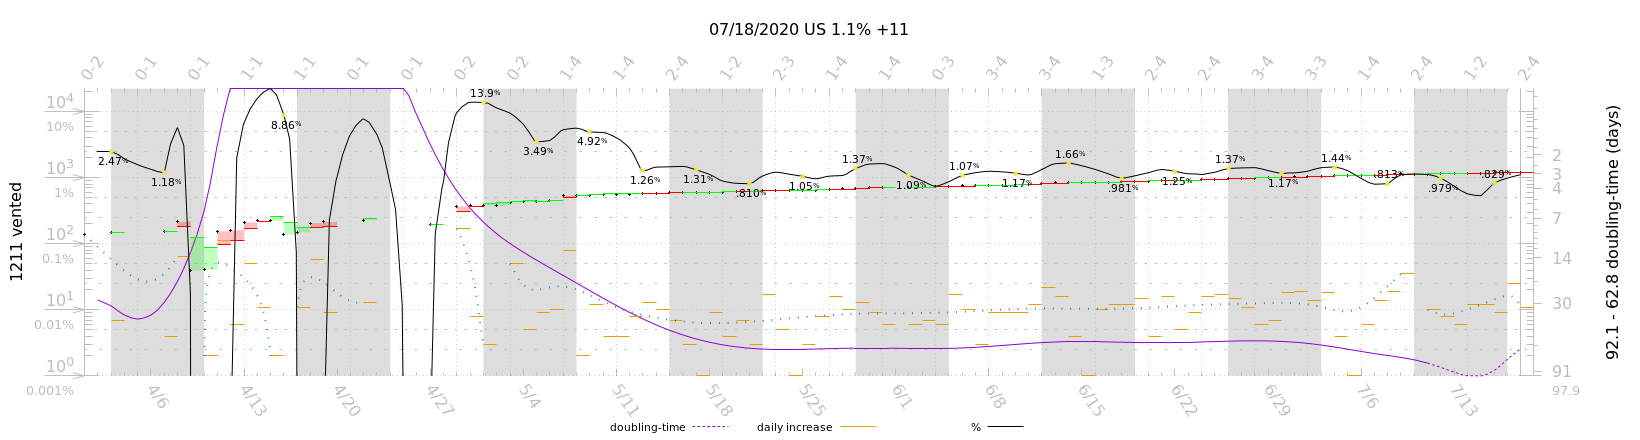 07/18/2020 US 1.1% +11
0-2 0-1 0-1 1-1 1-1 0-1 0-1 0-2 0-2 1-4 1-4 2-4 2-3 1-4 1-4 0-3 3-4 3-4 1-3 2-4 3-4 1-4 2-4 1-2 2-4
10^4
10%
10^3
1%
10^2
0.1%
10^1
0.01%
10^0
0.001%
1211 vented
2.47% 1.18% 8.86% 13.9% 3.49% 4.92% 1.26% 1.31% .810% 1.05% 1.37% 1.09% 1.07% 1.17% 1.66% .981% 1.25% 1.37% 1.17% 1.44% .813% .979% .829%
2
3
4
7
14
30
91
97.9
92.1 - 62.8 doubling-time (days)
4/6 4/13 4/20 4/27 5/4 5/11 5/18 5/25 6/1 6/8 6/15 6/22 6/29 7/6 7/13
doubling-time daily increase %